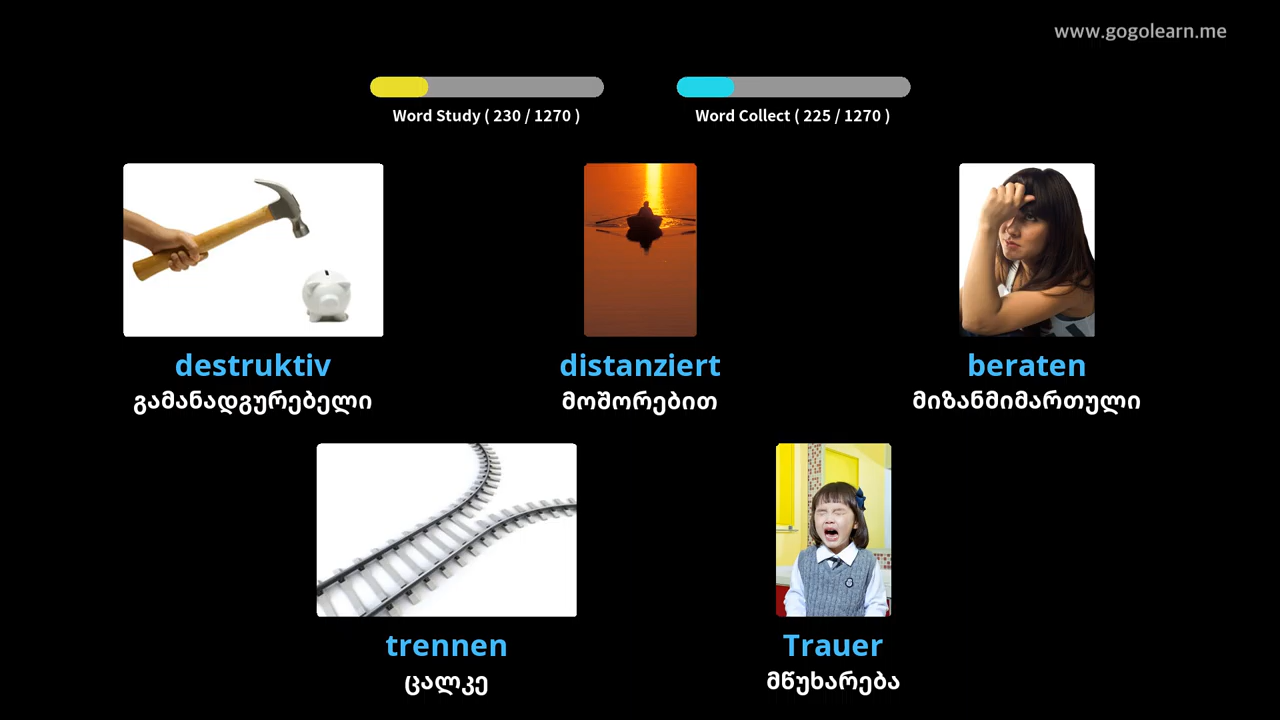 www.gogolearn.me
Word Study ( 230 / 1270 )
Word Collect ( 225 / 1270 )
destruktiv
გამანადგურებელი
distanziert
მოშორებით
beraten
მიზანმიმართული
trennen
ცალკე
Trauer
მწუხარება